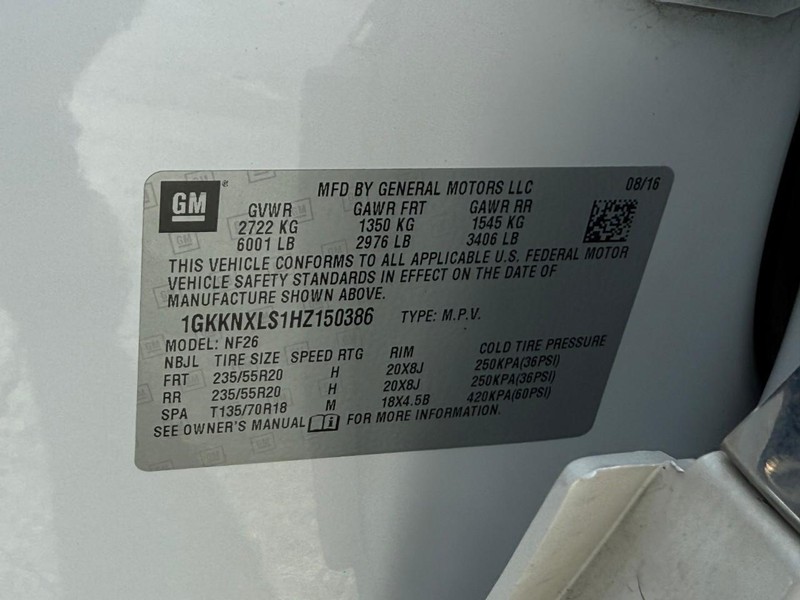 GM® MFD BY GENERAL MOTORS LLC 08/16
GVWR GAWR FRT GAWR RR
2722 KG 1350 KG 1545 KG
6001 LB 2976 LB 3406 LB
THIS VEHICLE CONFORMS TO ALL APPLICABLE U.S. FEDERAL MOTOR
VEHICLE SAFETY STANDARDS IN EFFECT ON THE DATE OF
MANUFACTURE SHOWN ABOVE.
1GKKNXLS1HZ150386 TYPE: M.P.V.
MODEL: NF26
NBJL TIRE SIZE SPEED RTG RIM COLD TIRE PRESSURE
FRT 235/55R20 H 20X8J 250KPA(36PSI)
RR 235/55R20 H 20X8J 250KPA(36PSI)
SPA T135/70R18 M 18X4.5B 420KPA(60PSI)
SEE OWNER'S MANUAL FOR MORE INFORMATION.